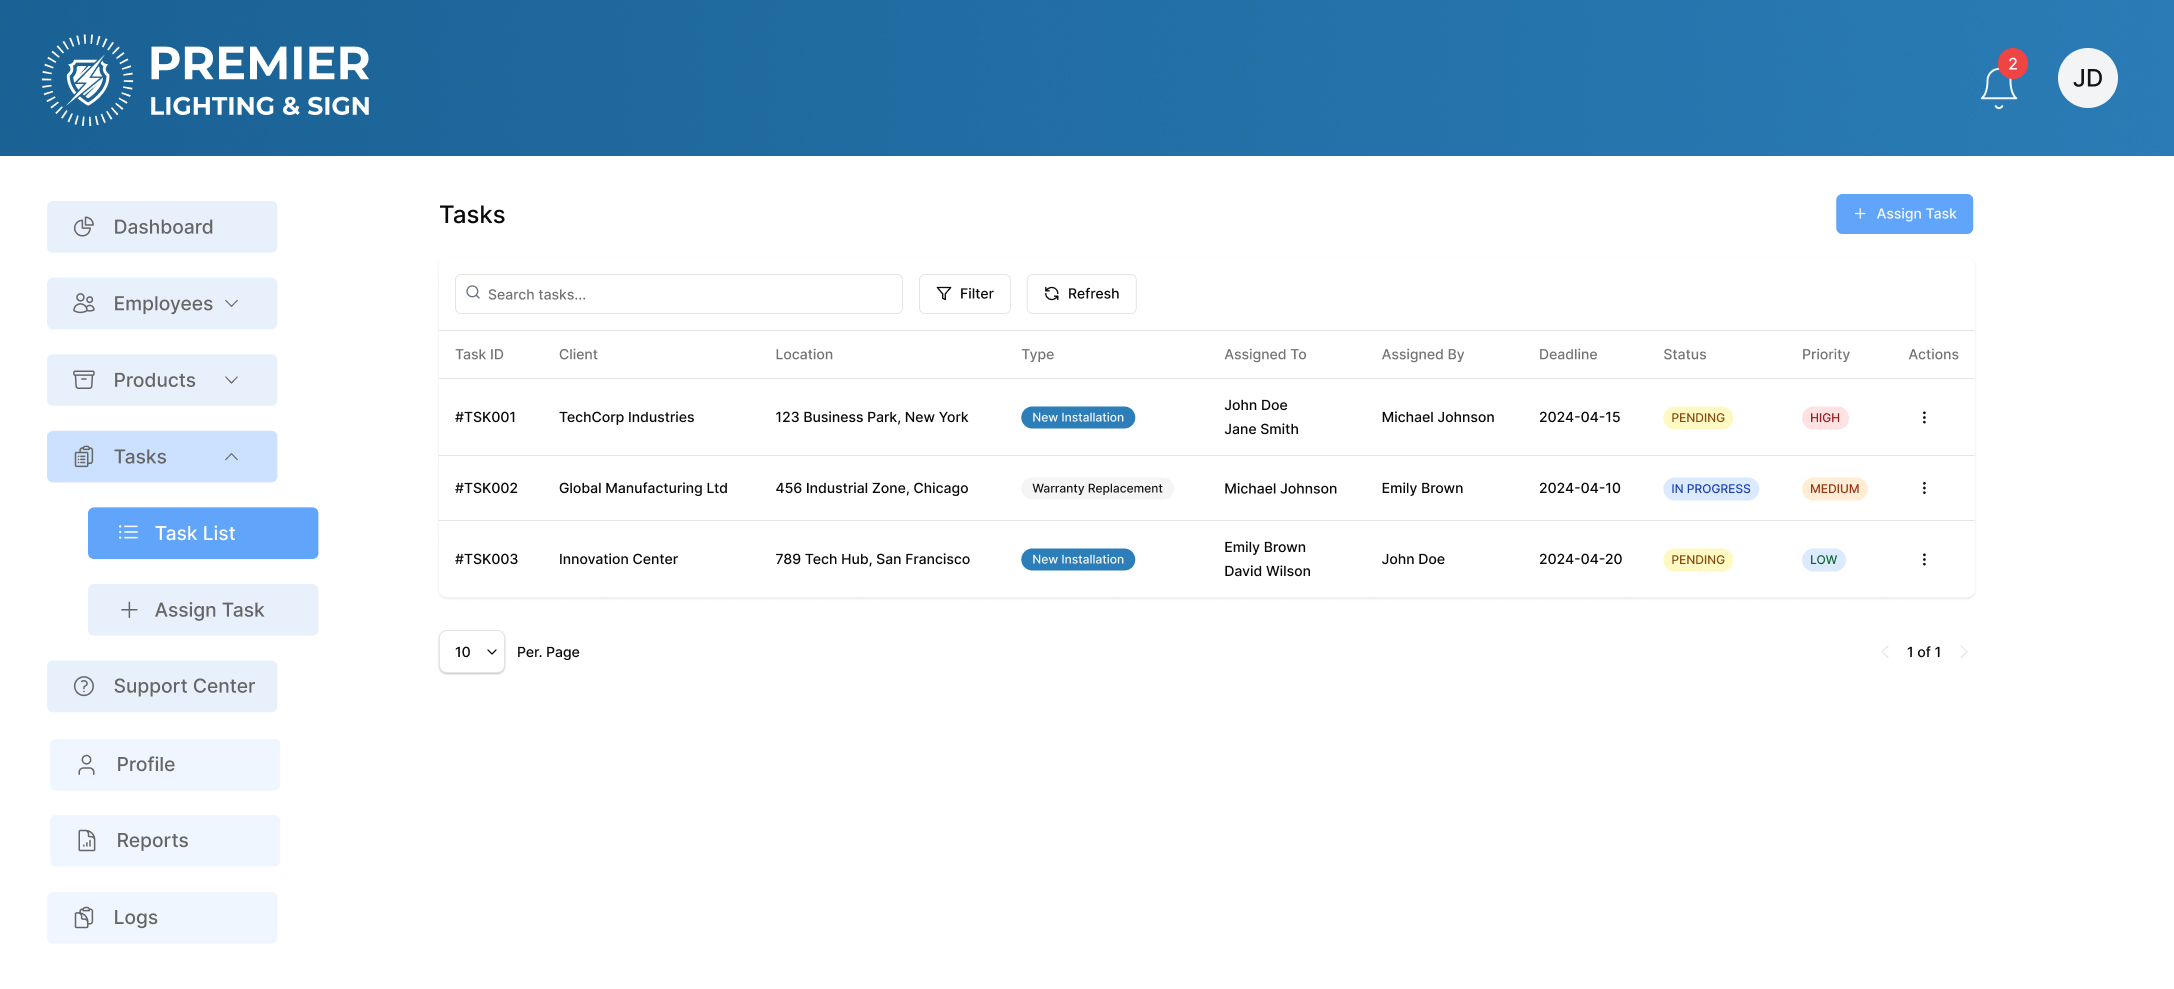 PREMIER
LIGHTING & SIGN
2
JD
Dashboard
Employees
Products
Tasks
Task List
Assign Task
Support Center
Profile
Reports
Logs
Tasks
Assign Task
Search tasks...
Filter
Refresh
Task ID Client Location Type Assigned To Assigned By Deadline Status Priority Actions
#TSK001 TechCorp Industries 123 Business Park, New York New Installation John Doe Michael Johnson 2024-04-15 PENDING HIGH
Jane Smith
#TSK002 Global Manufacturing Ltd 456 Industrial Zone, Chicago Warranty Replacement Michael Johnson Emily Brown 2024-04-10 IN PROGRESS MEDIUM
#TSK003 Innovation Center 789 Tech Hub, San Francisco New Installation Emily Brown John Doe 2024-04-20 PENDING LOW
David Wilson
10 Per. Page
1 of 1